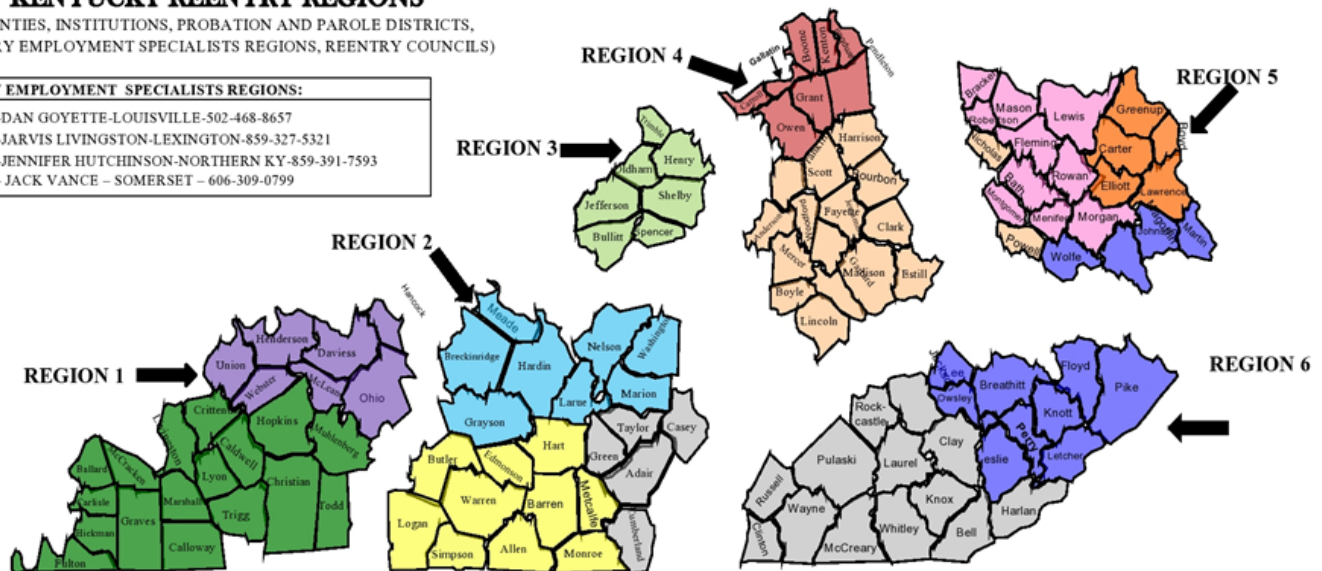 KENTUCKY REENTRY REGIONS
NTIES, INSTITUTIONS, PROBATION AND PAROLE DISTRICTS,
RY EMPLOYMENT SPECIALISTS REGIONS, REENTRY COUNCILS)
EMPLOYMENT SPECIALISTS REGIONS:
-DAN GOYETTE-LOUISVILLE-502-468-8657
-JARVIS LIVINGSTON-LEXINGTON-859-327-5321
-JENNIFER HUTCHINSON-NORTHERN KY-859-391-7593
- JACK VANCE – SOMERSET – 606-309-0799
REGION 4
Gallatin
Boone
Kenton
Pendleton
Carroll
Grant
Owen
Harrison
Scott
Bourbon
Fayette
Woodford
Anderson
Clark
Mercer
Madison
Garrard
Estill
Boyle
Lincoln
REGION 5
Bracken
Mason
Robertson
Lewis
Greenup
Boyd
Nicholas
Fleming
Carter
Rowan
Bath
Elliott
Lawrence
Montgomery
Menifee
Morgan
Powell
Wolfe
Johnson
Martin
REGION 3
Trimble
Oldham
Henry
Jefferson
Shelby
Bullitt
Spencer
REGION 2
Meade
Breckinridge
Hardin
Nelson
Washington
Larue
Marion
Grayson
Taylor
Casey
Hart
Green
Adair
Butler
Edmonson
Warren
Barren
Metcalfe
Logan
Simpson
Allen
Monroe
Cumberland
REGION 1
Hancock
Henderson
Union
Daviess
Webster
McLean
Ohio
Crittenden
Hopkins
Muhlenberg
Livingston
Caldwell
Ballard
McCracken
Lyon
Christian
Carlisle
Marshall
Todd
Graves
Trigg
Hickman
Calloway
Fulton
REGION 6
Lee
Breathitt
Floyd
Pike
Owsley
Knott
Perry
Rock-
castle
Clay
Leslie
Letcher
Pulaski
Laurel
Russell
Knox
Wayne
Harlan
Whitley
Bell
Clinton
McCreary